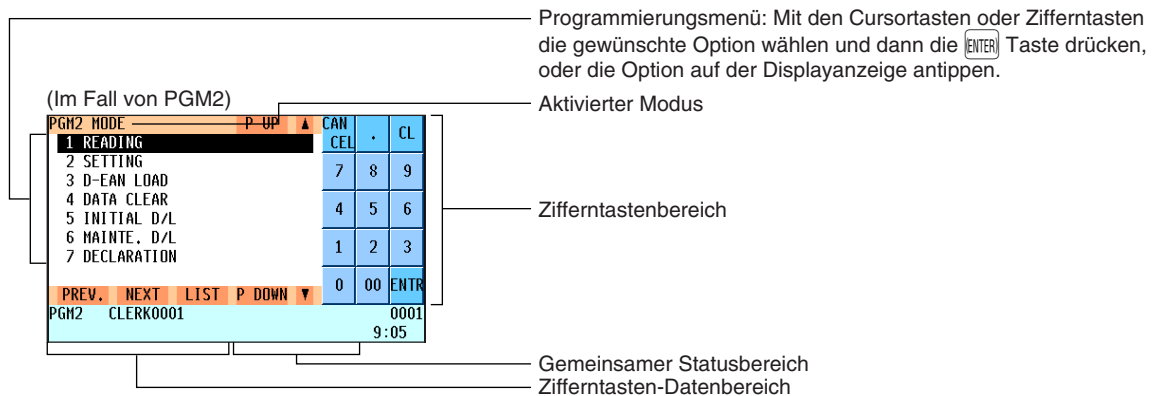 Programmierungsmenü: Mit den Cursortasten oder Zifferntasten
die gewünschte Option wählen und dann die ENTER Taste drücken,
oder die Option auf der Displayanzeige antippen.
(Im Fall von PGM2)
Aktivierter Modus
PGM2 MODE P UP ▲ CAN CEL . CL
1 READING
2 SETTING
3 D-EAN LOAD
4 DATA CLEAR
5 INITIAL D/L
6 MAINTE. D/L
7 DECLARATION
7 8 9
4 5 6
1 2 3
0 00 ENTR
Zifferntastenbereich
PREV. NEXT LIST P DOWN ▼
PGM2 CLERK0001 0001
9:05
Gemeinsamer Statusbereich
Zifferntasten-Datenbereich